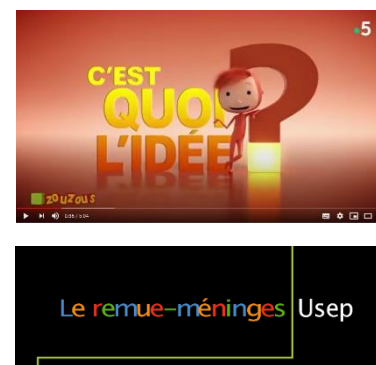 5
C'EST
QUOI
L'IDÉE ?
zouzous
Le remue-méninges Usep